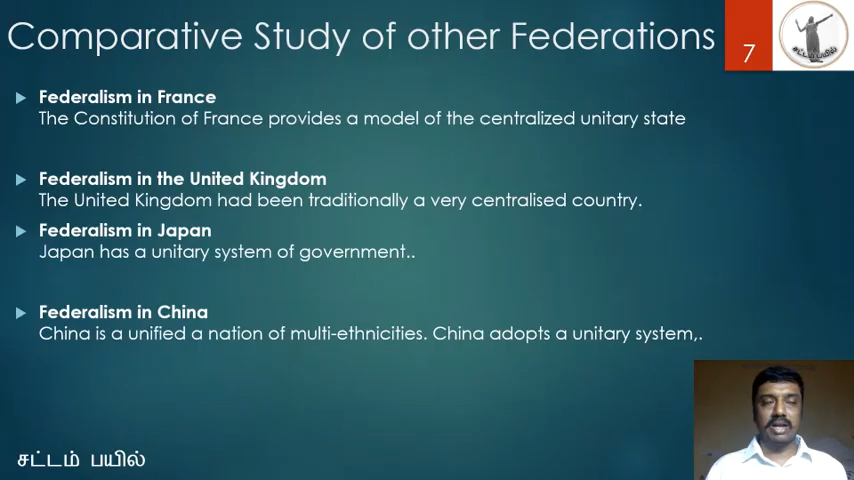 Comparative Study of other Federations
7
சட்டம் பயில்
Federalism in France
The Constitution of France provides a model of the centralized unitary state
Federalism in the United Kingdom
The United Kingdom had been traditionally a very centralised country.
Federalism in Japan
Japan has a unitary system of government..
Federalism in China
China is a unified a nation of multi-ethnicities. China adopts a unitary system,.
சட்டம் பயில்